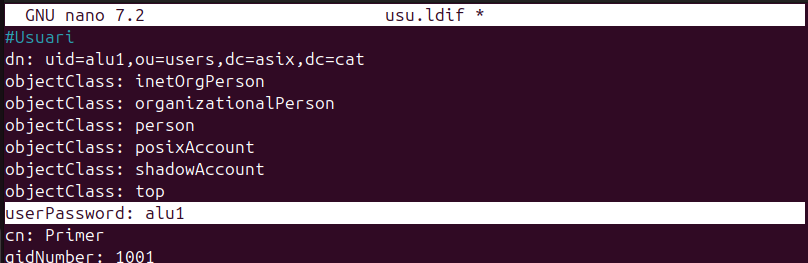 GNU nano 7.2 usu.ldif *
#Usuari
dn: uid=alu1,ou=users,dc=asix,dc=cat
objectClass: inetOrgPerson
objectClass: organizationalPerson
objectClass: person
objectClass: posixAccount
objectClass: shadowAccount
objectClass: top
userPassword: alu1
cn: Primer
gidNumber: 1001